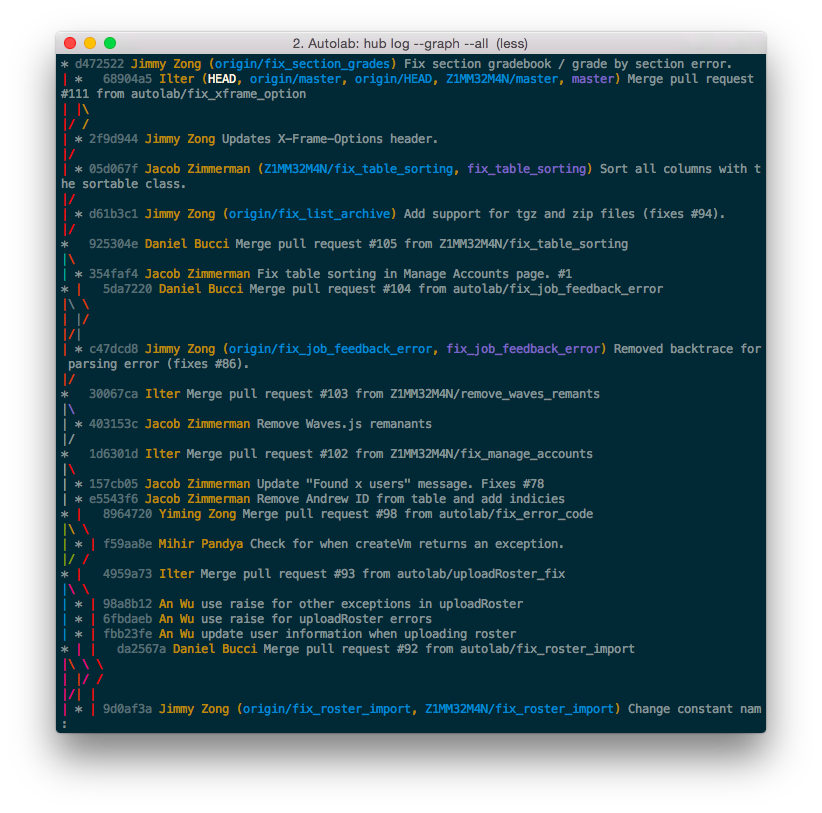 2. Autolab: hub log --graph --all (less)
* d472522 Jimmy Zong (origin/fix_section_grades) Fix section gradebook / grade by section error.
| *   68904a5 Ilter (HEAD, origin/master, origin/HEAD, Z1MM32M4N/master, master) Merge pull request
#111 from autolab/fix_xframe_option
| |\
|/ /
| * 2f9d944 Jimmy Zong Updates X-Frame-Options header.
|/
| * 05d067f Jacob Zimmerman (Z1MM32M4N/fix_table_sorting, fix_table_sorting) Sort all columns with t
he sortable class.
|/
| * d61b3c1 Jimmy Zong (origin/fix_list_archive) Add support for tgz and zip files (fixes #94).
|/
*   925304e Daniel Bucci Merge pull request #105 from Z1MM32M4N/fix_table_sorting
|\
| * 354faf4 Jacob Zimmerman Fix table sorting in Manage Accounts page. #1
* |   5da7220 Daniel Bucci Merge pull request #104 from autolab/fix_job_feedback_error
|\ \
| |/
|/|
| * c47dcd8 Jimmy Zong (origin/fix_job_feedback_error, fix_job_feedback_error) Removed backtrace for
 parsing error (fixes #86).
|/
*   30067ca Ilter Merge pull request #103 from Z1MM32M4N/remove_waves_remants
|\
| * 403153c Jacob Zimmerman Remove Waves.js remanants
|/
*   1d6301d Ilter Merge pull request #102 from Z1MM32M4N/fix_manage_accounts
|\
| * 157cb05 Jacob Zimmerman Update "Found x users" message. Fixes #78
| * e5543f6 Jacob Zimmerman Remove Andrew ID from table and add indicies
* |   8964720 Yiming Zong Merge pull request #98 from autolab/fix_error_code
|\ \
| * | f59aa8e Mihir Pandya Check for when createVm returns an exception.
|/ /
* |   4959a73 Ilter Merge pull request #93 from autolab/uploadRoster_fix
|\ \
| * | 98a8b12 An Wu use raise for other exceptions in uploadRoster
| * | 6fbdaeb An Wu use raise for uploadRoster errors
| * | fbb23fe An Wu update user information when uploading roster
* | |   da2567a Daniel Bucci Merge pull request #92 from autolab/fix_roster_import
|\ \ \
| |/ /
|/| |
| * | 9d0af3a Jimmy Zong (origin/fix_roster_import, Z1MM32M4N/fix_roster_import) Change constant nam
: